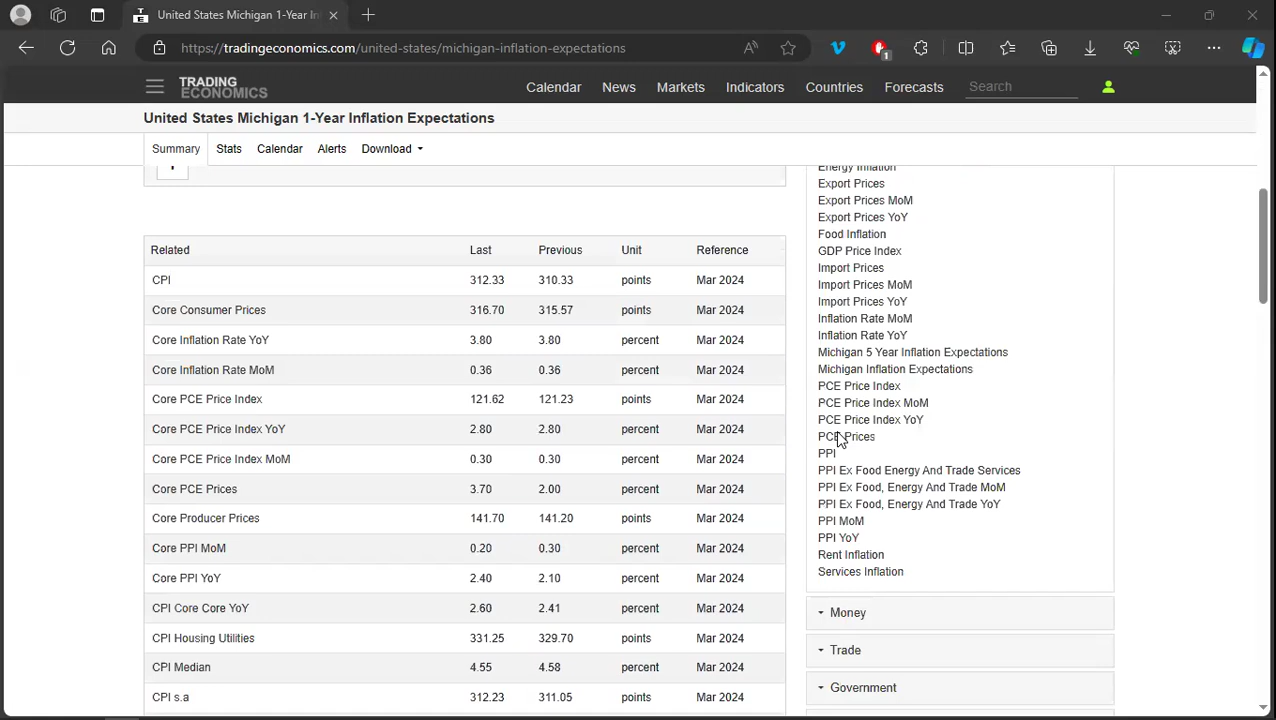 United States Michigan 1-Year In
1
https://tradingeconomics.com/united-states/michigan-inflation-expectations
TRADING
ECONOMICS
Calendar News Markets Indicators Countries Forecasts Search
United States Michigan 1-Year Inflation Expectations
Summary Stats Calendar Alerts Download
Related Last Previous Unit Reference
CPI 312.33 310.33 points Mar 2024
Core Consumer Prices 316.70 315.57 points Mar 2024
Core Inflation Rate YoY 3.80 3.80 percent Mar 2024
Core Inflation Rate MoM 0.36 0.36 percent Mar 2024
Core PCE Price Index 121.62 121.23 points Mar 2024
Core PCE Price Index YoY 2.80 2.80 percent Mar 2024
Core PCE Price Index MoM 0.30 0.30 percent Mar 2024
Core PCE Prices 3.70 2.00 percent Mar 2024
Core Producer Prices 141.70 141.20 points Mar 2024
Core PPI MoM 0.20 0.30 percent Mar 2024
Core PPI YoY 2.40 2.10 percent Mar 2024
CPI Core Core YoY 2.60 2.41 percent Mar 2024
CPI Housing Utilities 331.25 329.70 points Mar 2024
CPI Median 4.55 4.58 percent Mar 2024
CPI s.a 312.23 311.05 points Mar 2024
Energy Inflation
Export Prices
Export Prices MoM
Export Prices YoY
Food Inflation
GDP Price Index
Import Prices
Import Prices MoM
Import Prices YoY
Inflation Rate MoM
Inflation Rate YoY
Michigan 5 Year Inflation Expectations
Michigan Inflation Expectations
PCE Price Index
PCE Price Index MoM
PCE Price Index YoY
PCE Prices
PPI
PPI Ex Food Energy And Trade Services
PPI Ex Food, Energy And Trade MoM
PPI Ex Food, Energy And Trade YoY
PPI MoM
PPI YoY
Rent Inflation
Services Inflation
Money
Trade
Government